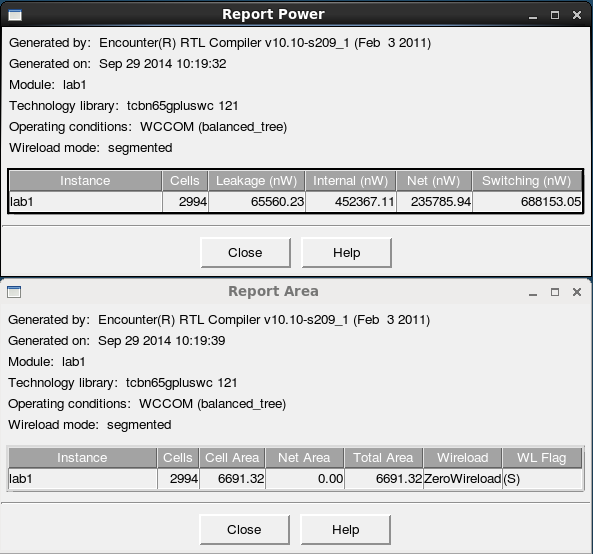 Report Power
Generated by: Encounter(R) RTL Compiler v10.10-s209_1 (Feb 3 2011)
Generated on: Sep 29 2014 10:19:32
Module: lab1
Technology library: tcbn65gpluswc 121
Operating conditions: WCCOM (balanced_tree)
Wireload mode: segmented
Instance Cells Leakage (nW) Internal (nW) Net (nW) Switching (nW)
lab1 2994 65560.23 452367.11 235785.94 688153.05
Close Help
Report Area
Generated by: Encounter(R) RTL Compiler v10.10-s209_1 (Feb 3 2011)
Generated on: Sep 29 2014 10:19:39
Module: lab1
Technology library: tcbn65gpluswc 121
Operating conditions: WCCOM (balanced_tree)
Wireload mode: segmented
Instance Cells Cell Area Net Area Total Area Wireload WL Flag
lab1 2994 6691.32 0.00 6691.32 ZeroWireload (S)
Close Help